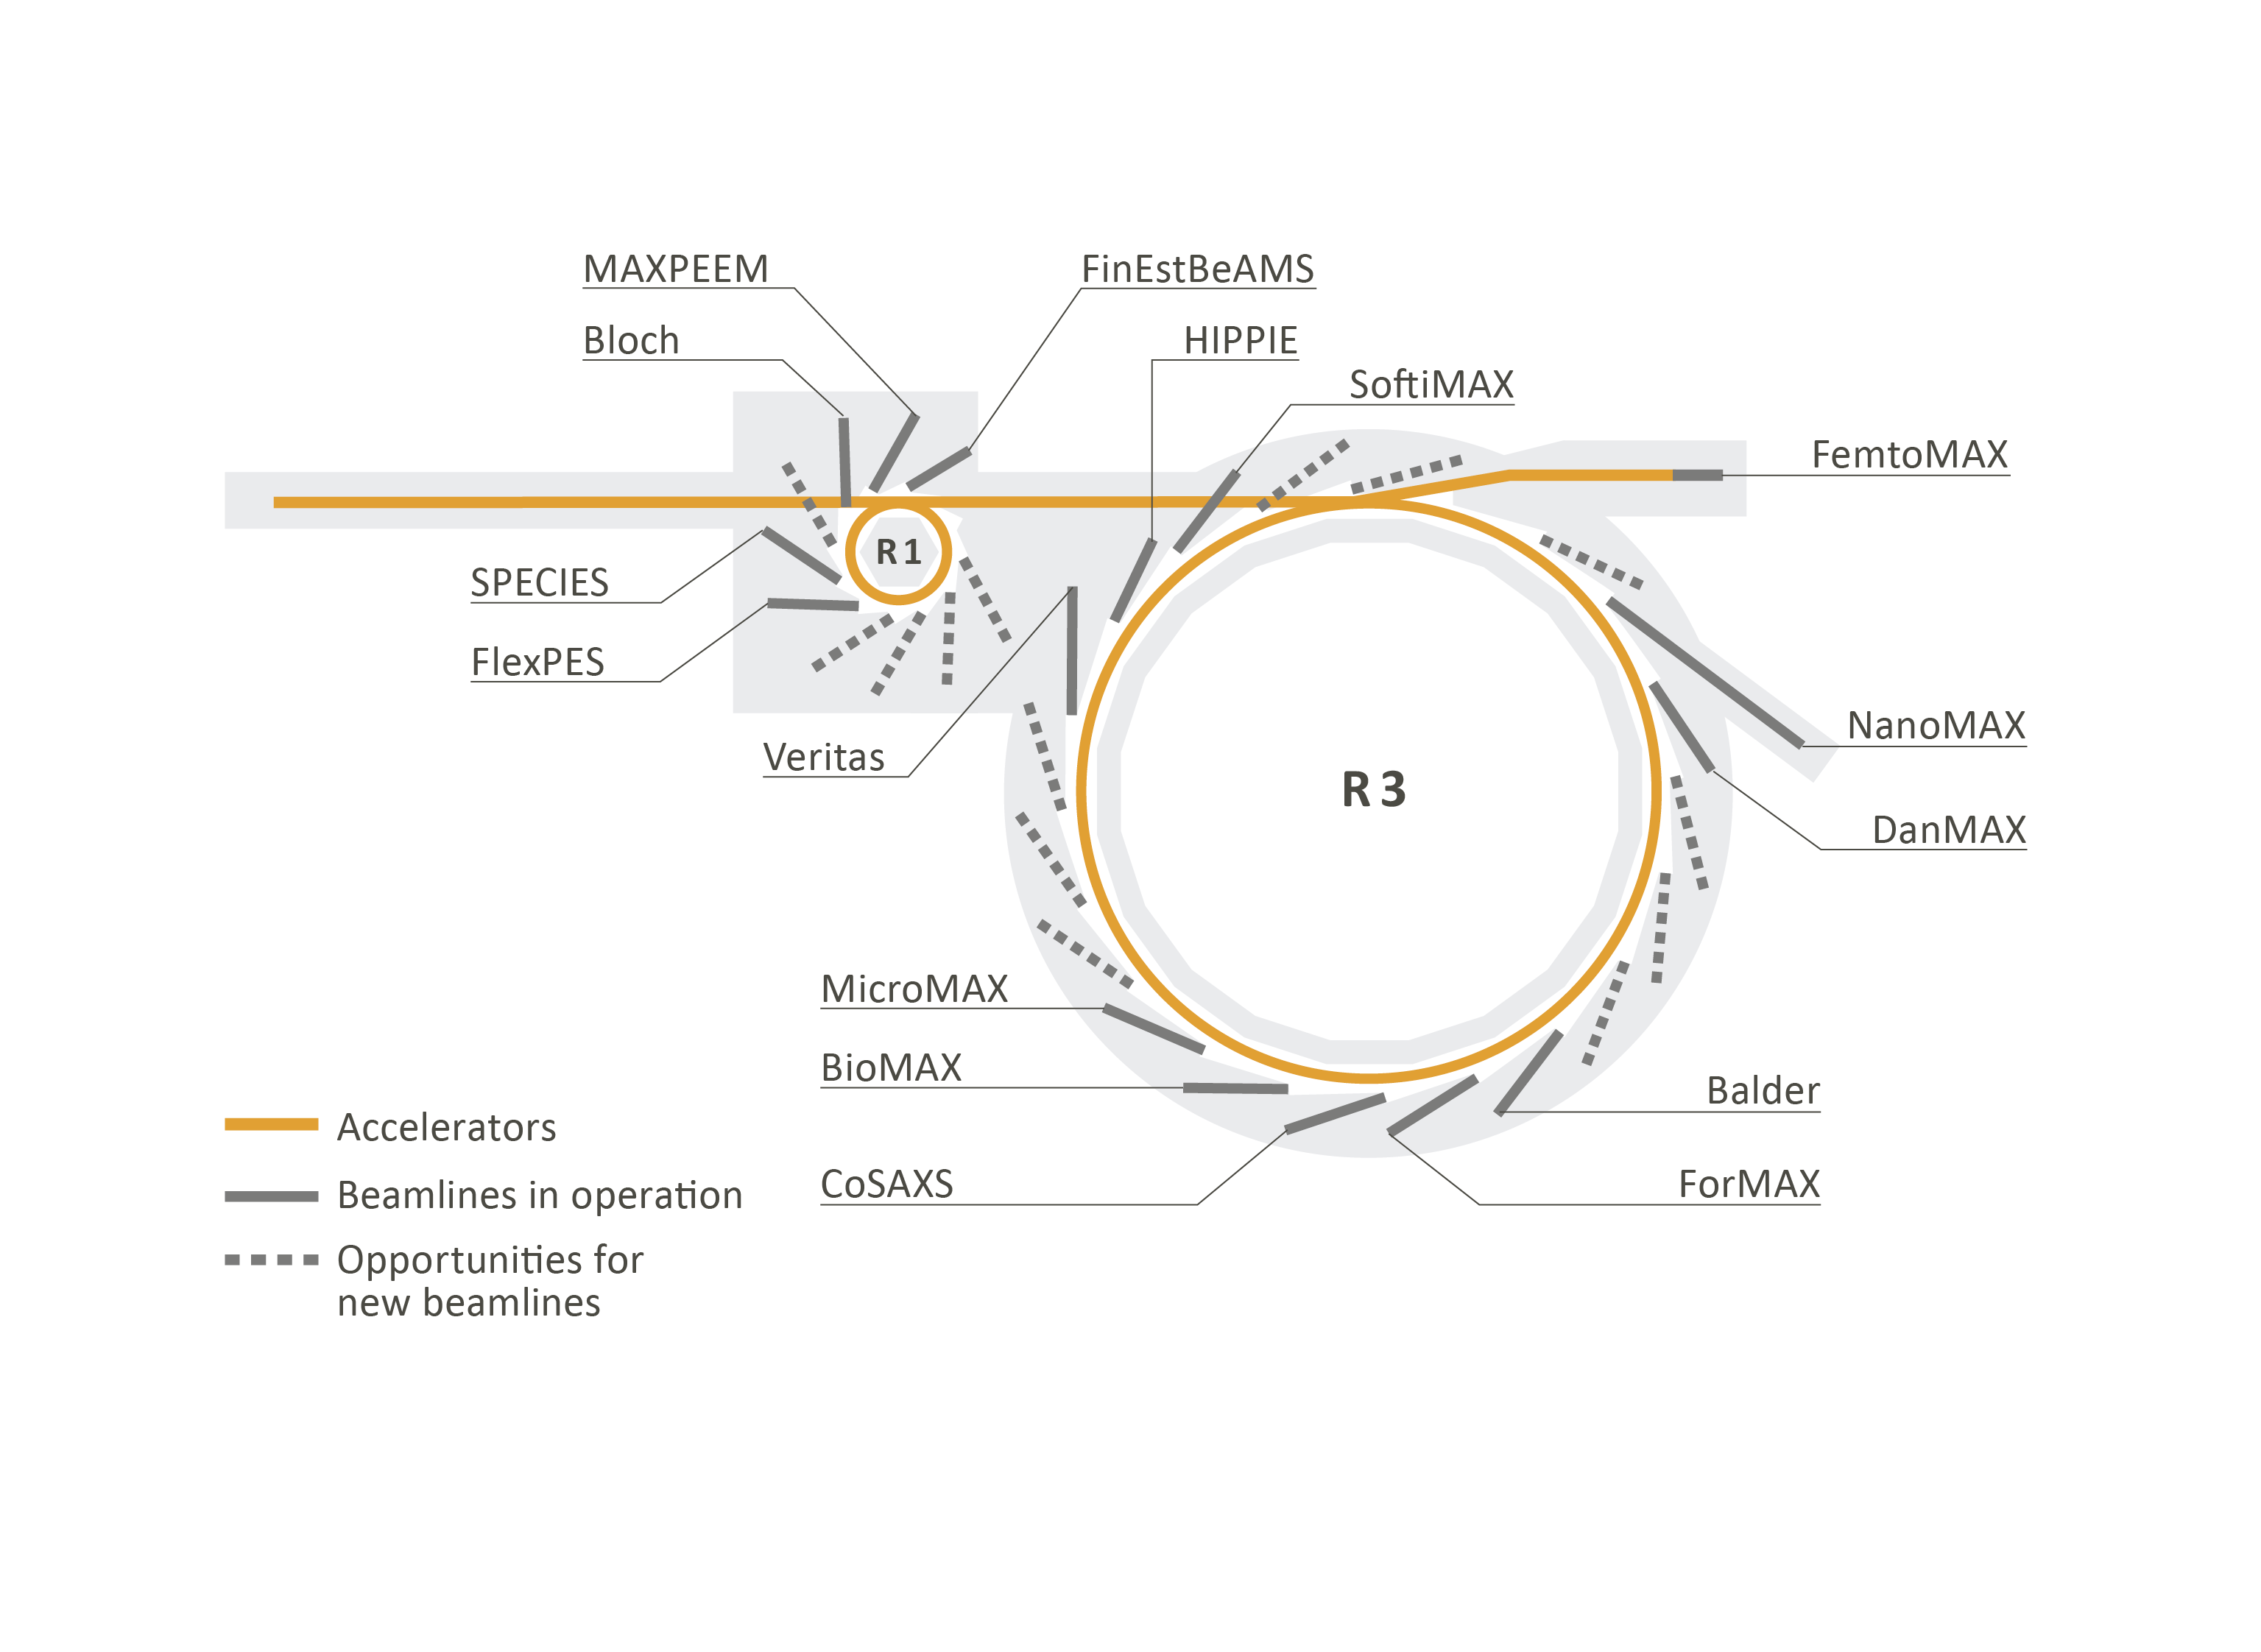 MAXPEEM
FinEstBeAMS
Bloch
HIPPIE
SoftiMAX
FemtoMAX
R1
SPECIES
FlexPES
NanoMAX
Veritas
R3
DanMAX
MicroMAX
BioMAX
Balder
CoSAXS
ForMAX
Accelerators
Beamlines in operation
Opportunities for
new beamlines